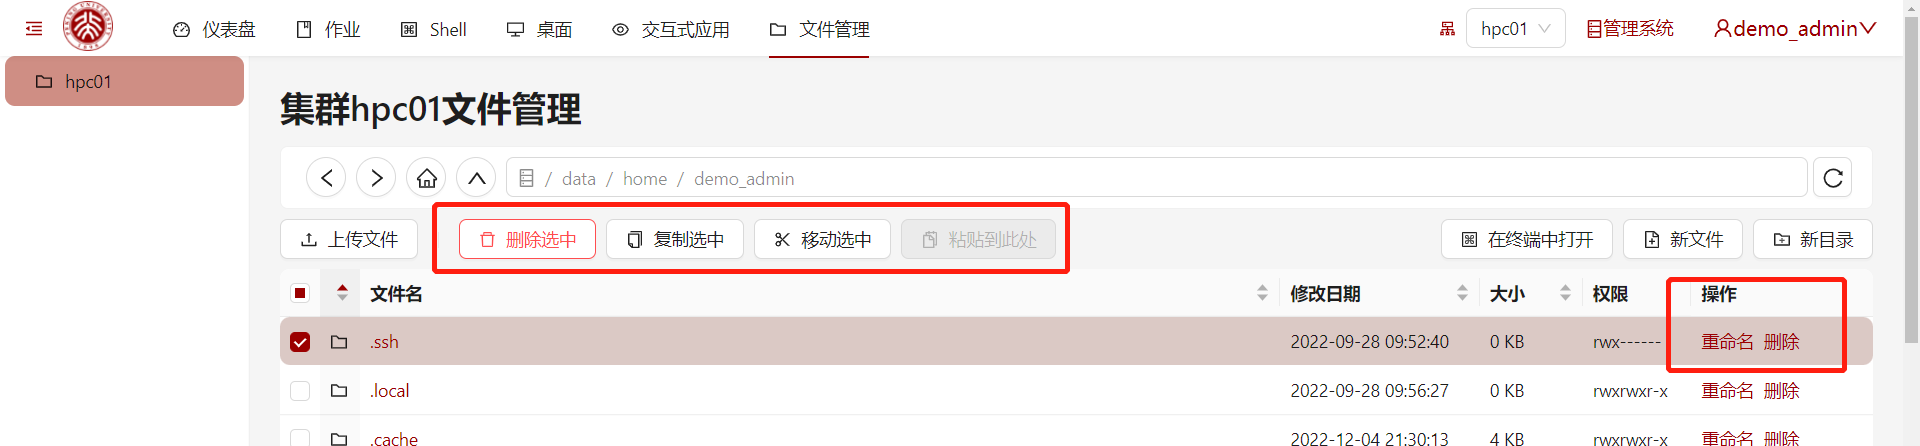 仪表盘 作业 Shell 桌面 交互式应用 文件管理 hpc01 管理系统 demo_admin
hpc01
集群hpc01文件管理
/ data / home / demo_admin
上传文件 删除选中 复制选中 移动选中 粘贴到此处 在终端中打开 新文件 新目录
文件名 修改日期 大小 权限 操作
.ssh 2022-09-28 09:52:40 0 KB rwx------ 重命名 删除
.local 2022-09-28 09:56:27 0 KB rwxrwxr-x 重命名 删除
.cache 2022-12-04 21:30:13 4 KB rwxrwxr-x 重命名 删除